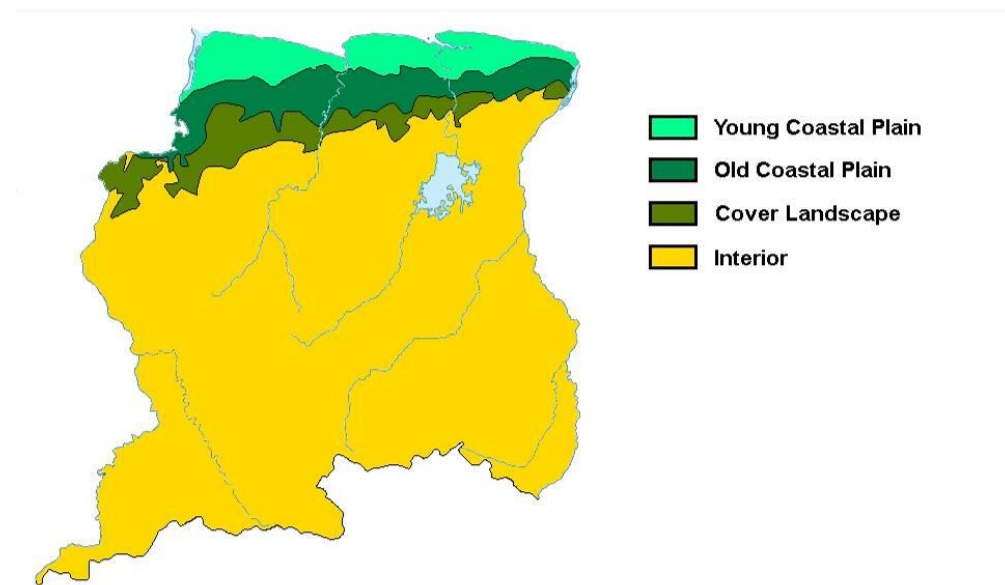 Young Coastal Plain
Old Coastal Plain
Cover Landscape
Interior